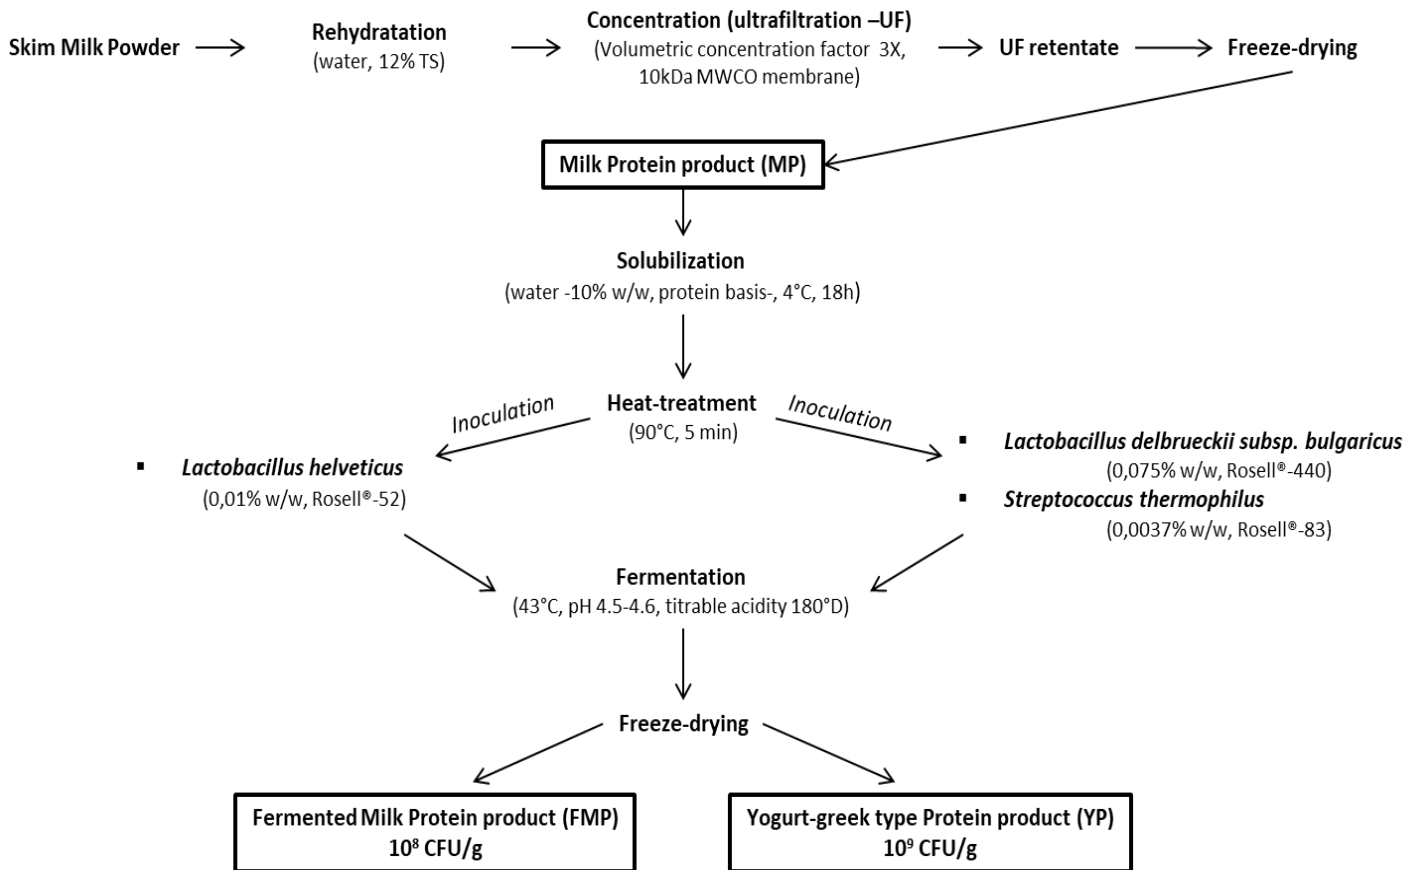 Skim Milk Powder
Rehydratation
(water, 12% TS)
Concentration (ultrafiltration –UF)
(Volumetric concentration factor 3X,
10kDa MWCO membrane)
UF retentate
Freeze-drying
Milk Protein product (MP)
Solubilization
(water -10% w/w, protein basis-, 4°C, 18h)
Heat-treatment
(90°C, 5 min)
Inoculation
Inoculation
▪ Lactobacillus helveticus
(0,01% w/w, Rosell®-52)
▪ Lactobacillus delbrueckii subsp. bulgaricus
(0,075% w/w, Rosell®-440)
▪ Streptococcus thermophilus
(0,0037% w/w, Rosell®-83)
Fermentation
(43°C, pH 4.5-4.6, titrable acidity 180°D)
Freeze-drying
Fermented Milk Protein product (FMP)
10⁸ CFU/g
Yogurt-greek type Protein product (YP)
10⁹ CFU/g